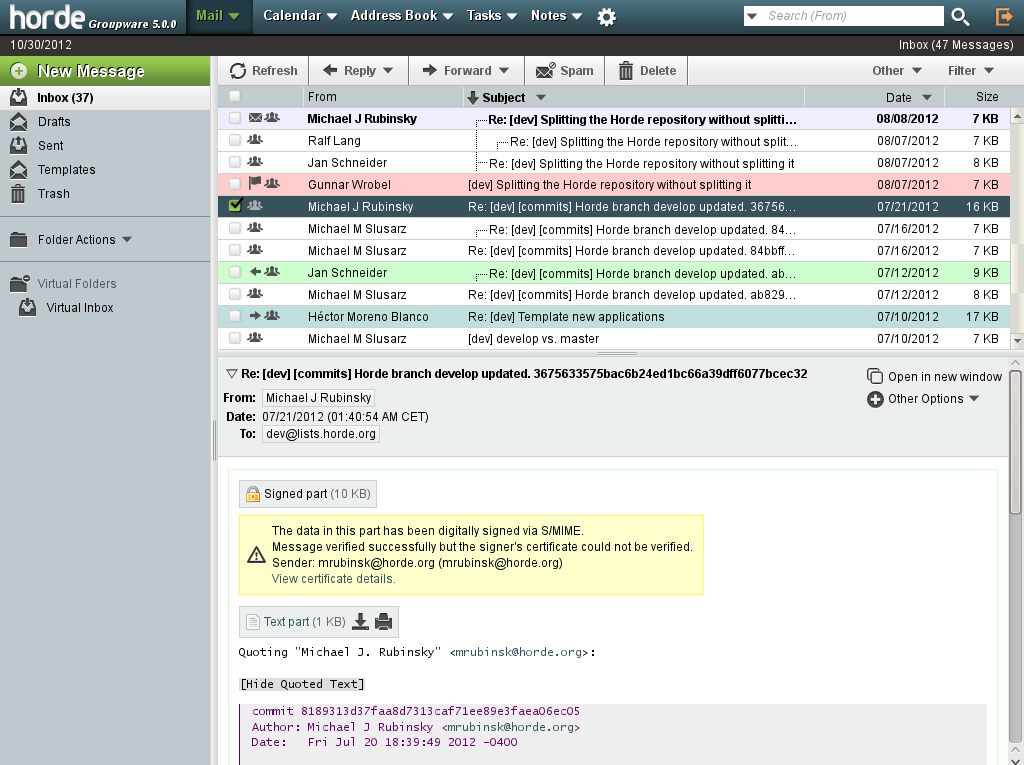 horde Groupware 5.0.0 Mail Calendar Address Book Tasks Notes Search (From)
10/30/2012 Inbox (47 Messages)
New Message
Inbox (37)
Drafts
Sent
Templates
Trash
Folder Actions
Virtual Folders
Virtual Inbox
Refresh Reply Forward Spam Delete Other Filter
From Subject Date Size
Michael J Rubinsky Re: [dev] Splitting the Horde repository without splitti... 08/08/2012 7 KB
Ralf Lang Re: [dev] Splitting the Horde repository without split... 08/07/2012 7 KB
Jan Schneider Re: [dev] Splitting the Horde repository without splitting it 08/07/2012 8 KB
Gunnar Wrobel [dev] Splitting the Horde repository without splitting it 08/07/2012 7 KB
Michael J Rubinsky Re: [dev] [commits] Horde branch develop updated. 36756... 07/21/2012 16 KB
Michael M Slusarz Re: [dev] [commits] Horde branch develop updated. 84... 07/16/2012 7 KB
Michael M Slusarz Re: [dev] [commits] Horde branch develop updated. 84bbff... 07/16/2012 7 KB
Jan Schneider Re: [dev] [commits] Horde branch develop updated. ab... 07/12/2012 9 KB
Michael M Slusarz Re: [dev] [commits] Horde branch develop updated. ab829... 07/12/2012 8 KB
Héctor Moreno Blanco Re: [dev] Template new applications 07/10/2012 17 KB
Michael M Slusarz [dev] develop vs. master 07/10/2012 7 KB
Re: [dev] [commits] Horde branch develop updated. 3675633575bac6b24ed1bc66a39dff6077bcec32
Open in new window
Other Options
From: Michael J Rubinsky
Date: 07/21/2012 (01:40:54 AM CET)
To: dev@lists.horde.org
Signed part (10 KB)
The data in this part has been digitally signed via S/MIME.
Message verified successfully but the signer's certificate could not be verified.
Sender: mrubinsk@horde.org (mrubinsk@horde.org)
View certificate details.
Text part (1 KB)
Quoting "Michael J. Rubinsky" <mrubinsk@horde.org>:
[Hide Quoted Text]
commit 8189313d37faa8d7313caf71ee89e3faea06ec05
Author: Michael J Rubinsky <mrubinsk@horde.org>
Date: Fri Jul 20 18:39:49 2012 -0400